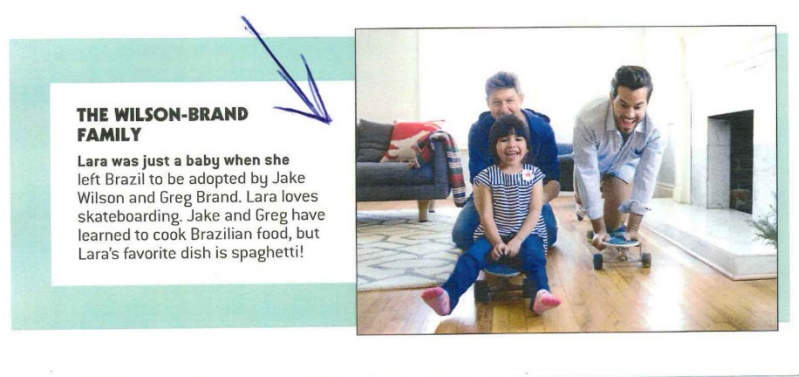 THE WILSON-BRAND
FAMILY
Lara was just a baby when she
left Brazil to be adopted by Jake
Wilson and Greg Brand. Lara loves
skateboarding. Jake and Greg have
learned to cook Brazilian food, but
Lara's favorite dish is spaghetti!